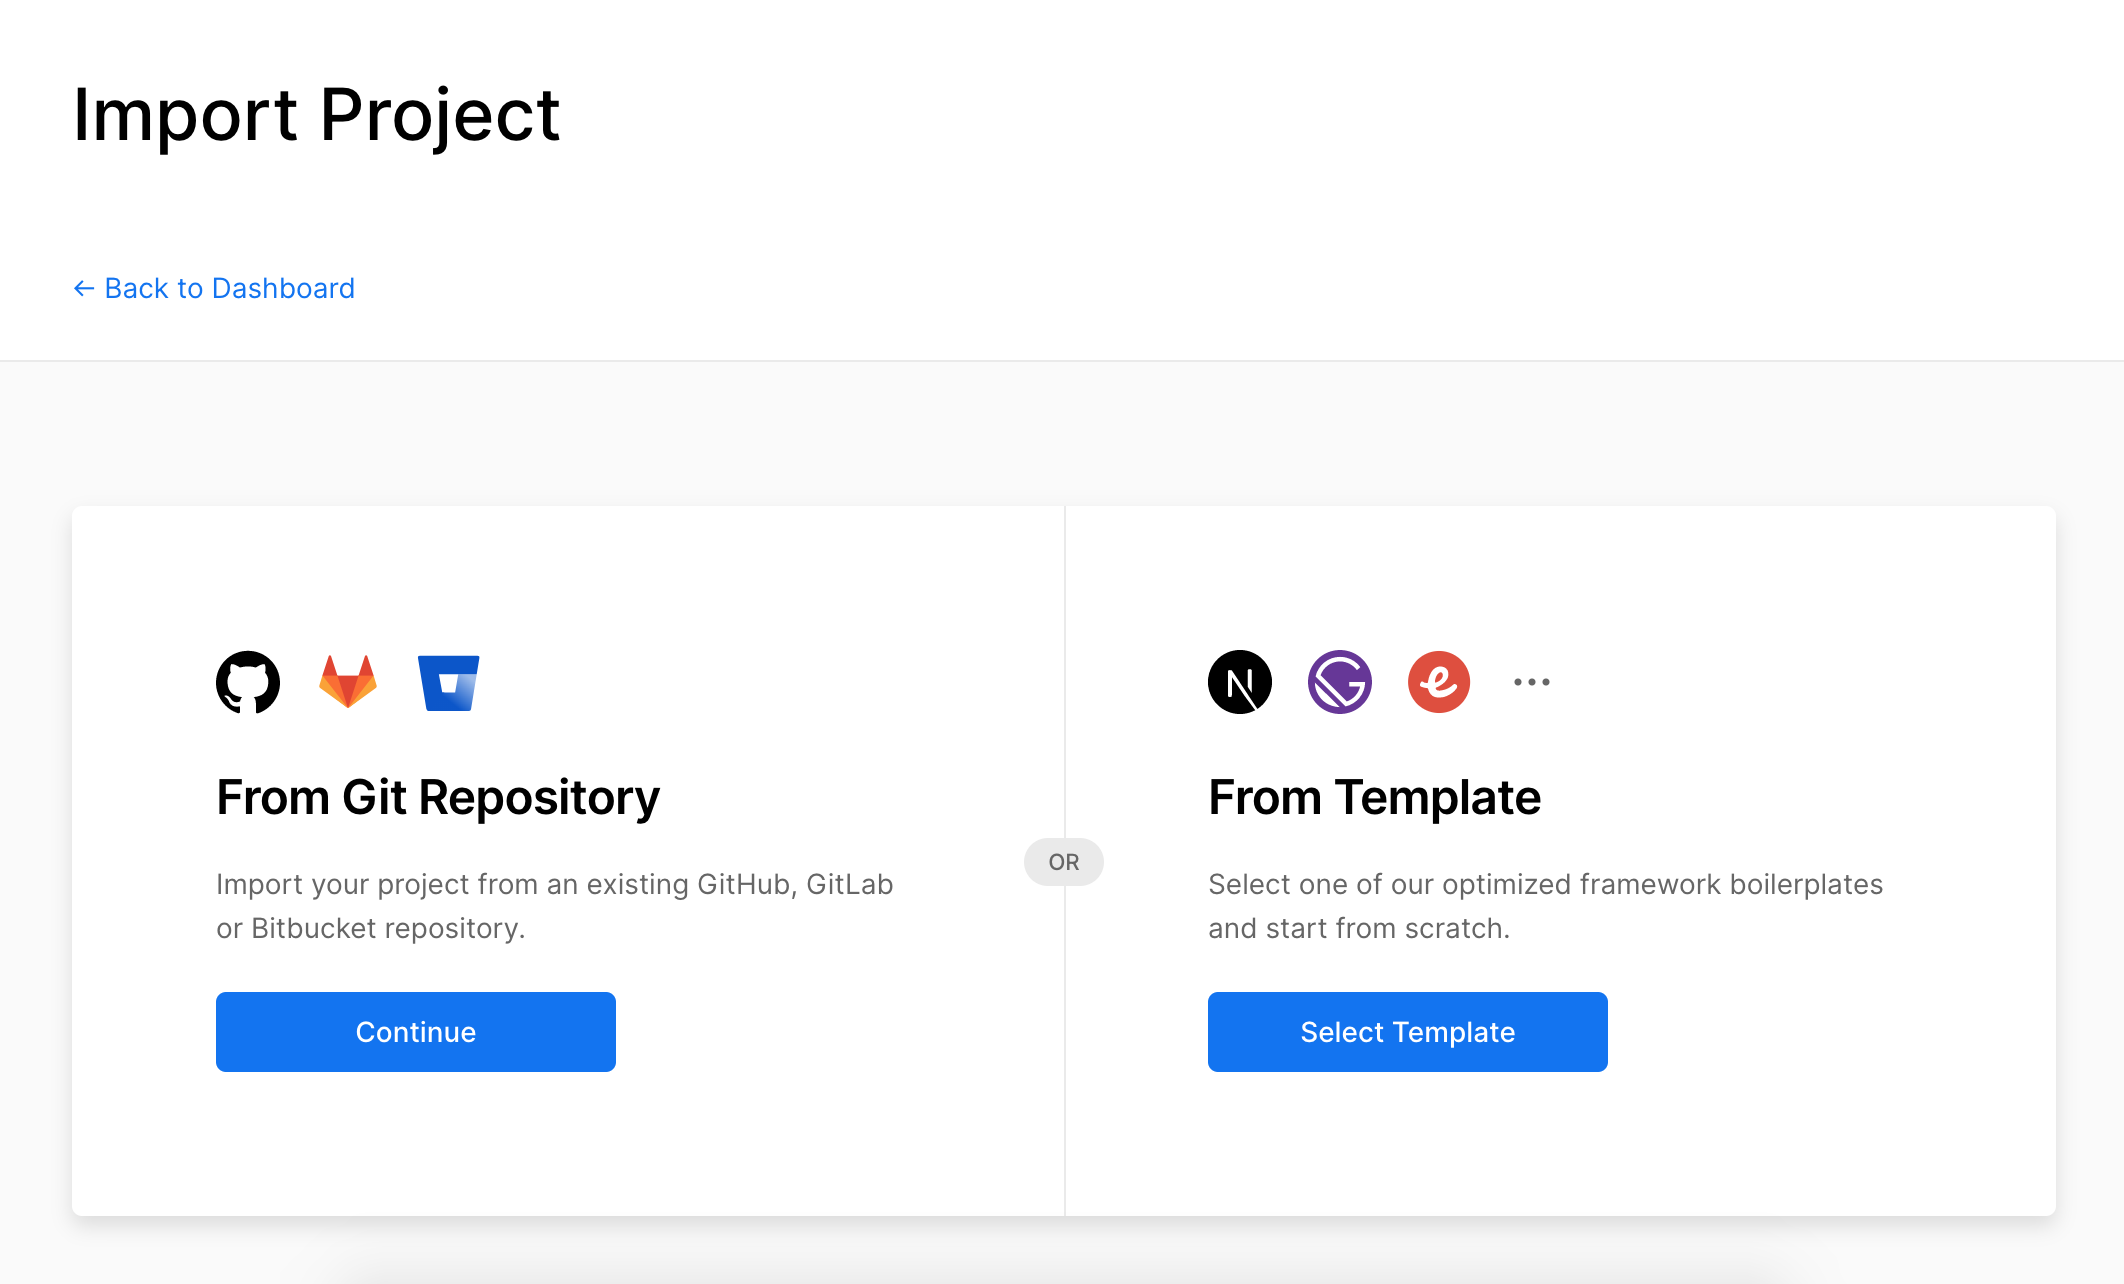 Import Project
← Back to Dashboard
From Git Repository
Import your project from an existing GitHub, GitLab
or Bitbucket repository.
Continue
OR
From Template
Select one of our optimized framework boilerplates
and start from scratch.
Select Template